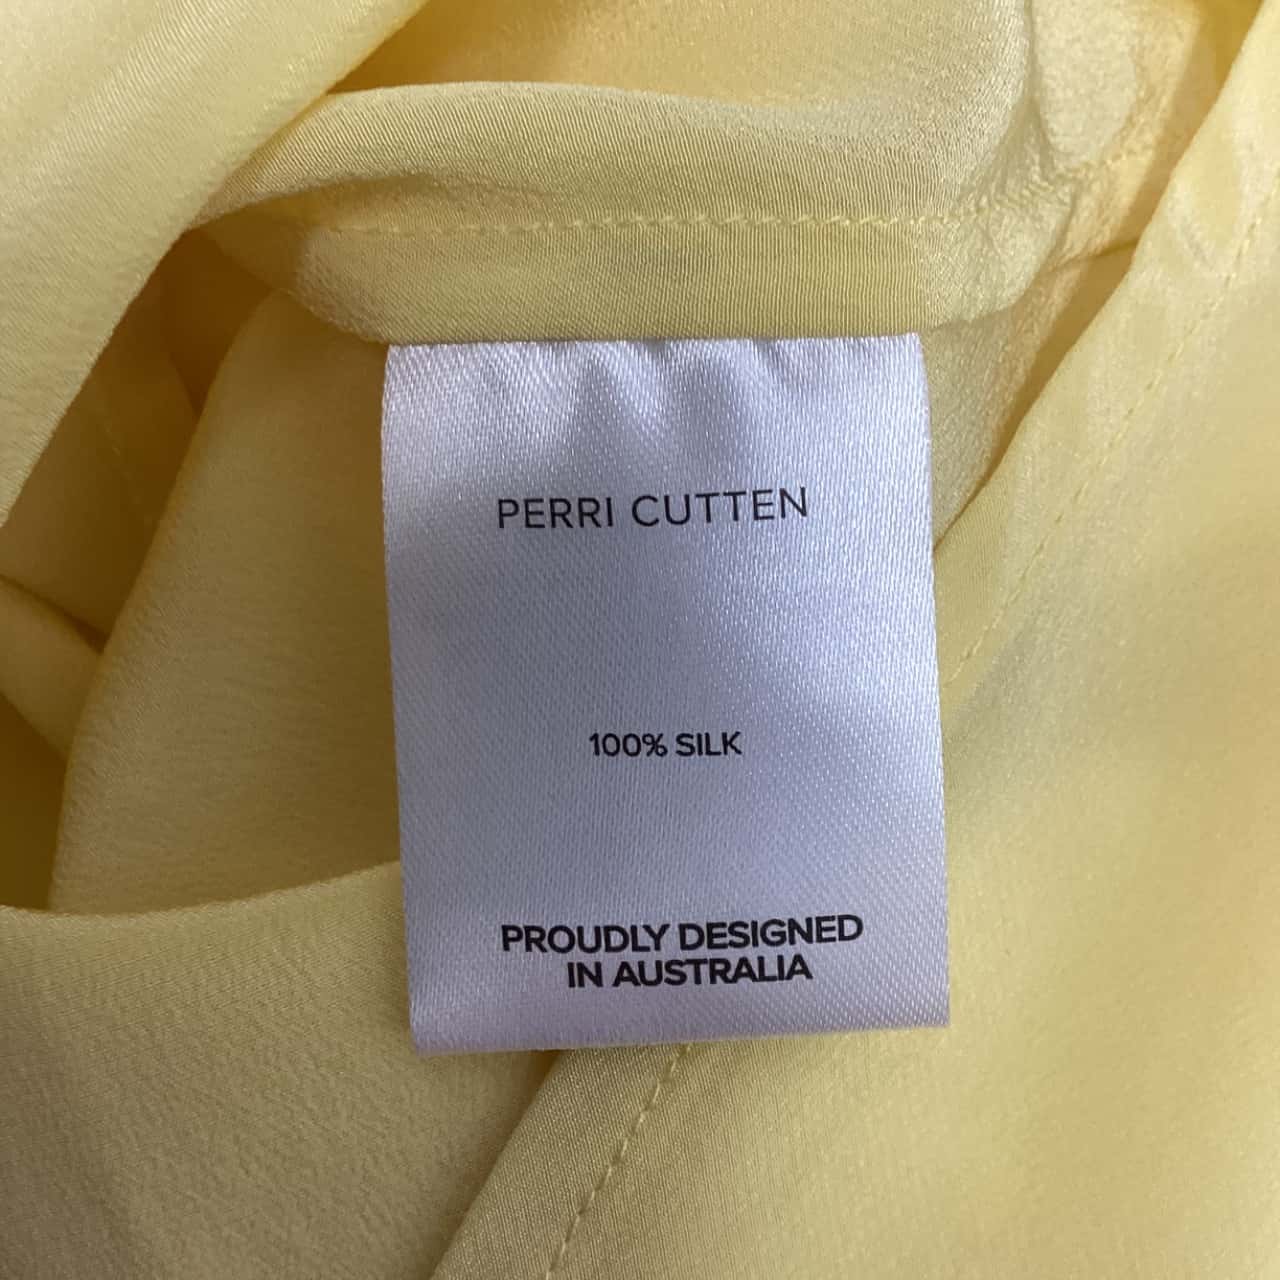 PERRI CUTTEN
100% SILK
PROUDLY DESIGNED
IN AUSTRALIA